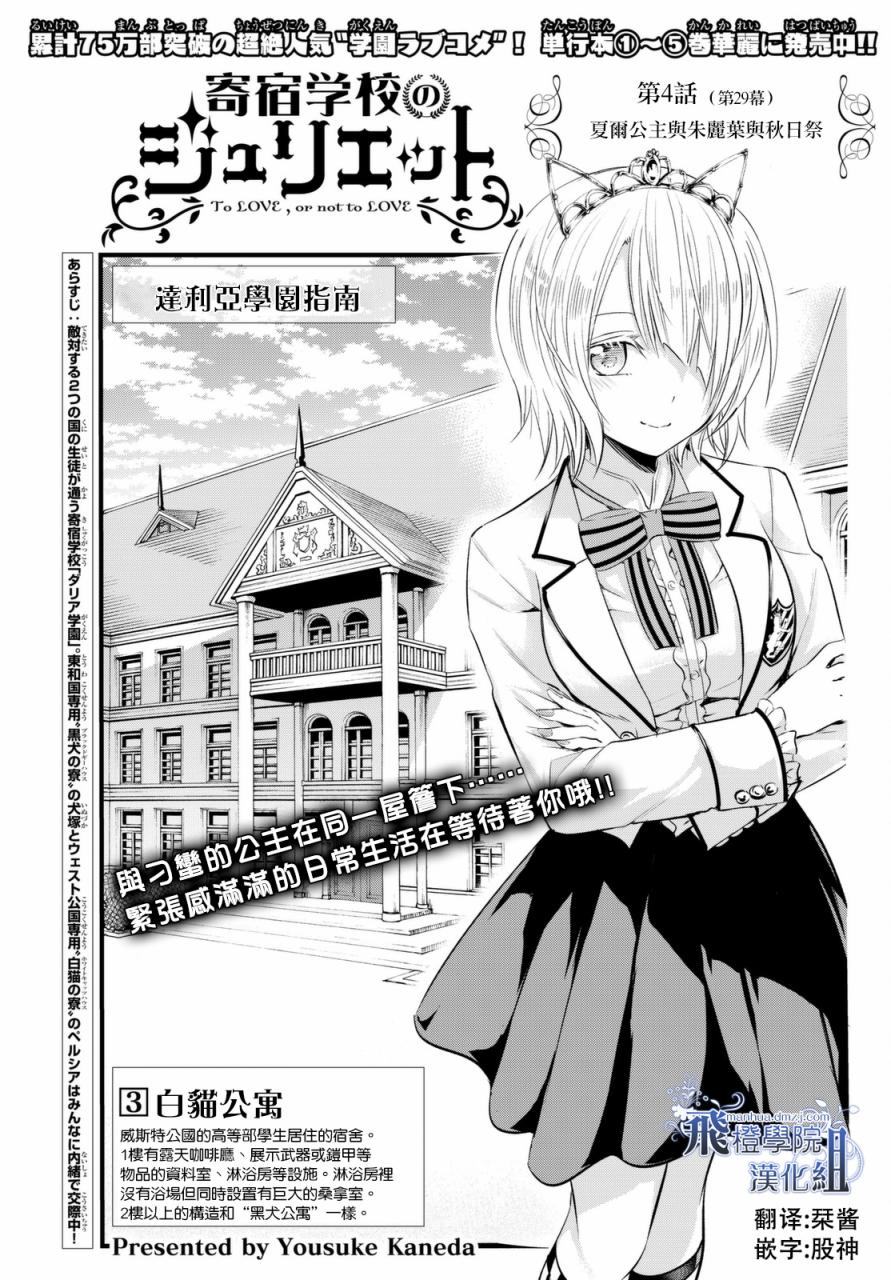 累計75万部突破の超絶人気"学園ラブコメ"! 単行本①～⑤巻華麗に発売中!!
寄宿学校の
ジュリエット
To LOVE, or not to LOVE
第4話（第29幕）
夏爾公主與朱麗葉與秋日祭
達利亞學園指南
あらすじ：敵対する2つの国の生徒が通う寄宿学校「ダリア学園」。東和国専用"黒犬の寮"の犬塚とウェスト公国専用"白猫の寮"のペルシアはみんなに内緒で交際中！
與刁蠻的公主在同一屋簷下……
緊張感滿滿的日常生活在等待著你哦!!
3 白貓公寓
威斯特公國的高等部學生居住的宿舍。
1樓有露天咖啡廳、展示武器或鎧甲等
物品的資料室、淋浴房等設施。淋浴房裡
沒有浴場但同時設置有巨大的桑拿室。
2樓以上的構造和“黑犬公寓”一樣。
manhua.dmzj.com
飛橙學院
漢化組
翻译:栞酱
嵌字:股神
Presented by Yousuke Kaneda